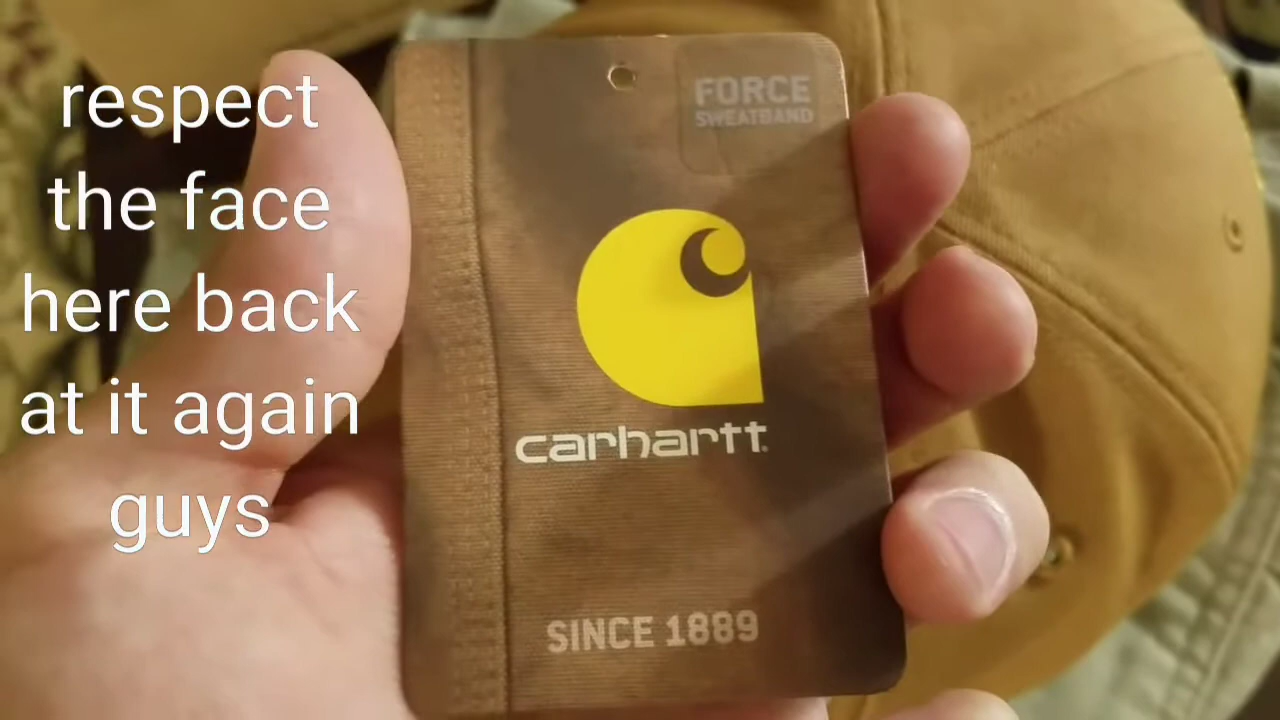 respect
the face
here back
at it again
guys
FORCE
SWEATBAND
carhartt
SINCE 1889